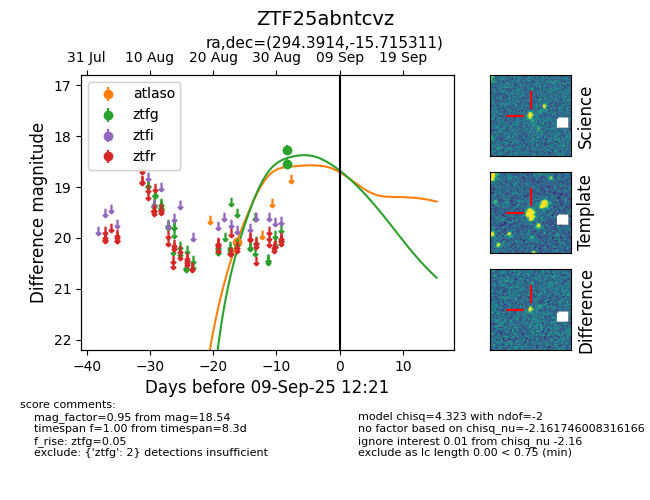 ZTF25abntcvz
ra,dec=(294.3914,-15.715311)
31 Jul 10 Aug 20 Aug 30 Aug 09 Sep 19 Sep
atlaso
ztfg
ztfi
ztfr
17
18
19
20
21
22
Difference magnitude
−40 −30 −20 −10 0 10
Days before 09-Sep-25 12:21
Science
Template
Difference
score comments:
mag_factor=0.95 from mag=18.54
timespan f=1.00 from timespan=8.3d
f_rise: ztfg=0.05
exclude: {'ztfg': 2} detections insufficient
model chisq=4.323 with ndof=-2
no factor based on chisq_nu=-2.161746008316166
ignore interest 0.01 from chisq_nu -2.16
exclude as lc length 0.00 < 0.75 (min)